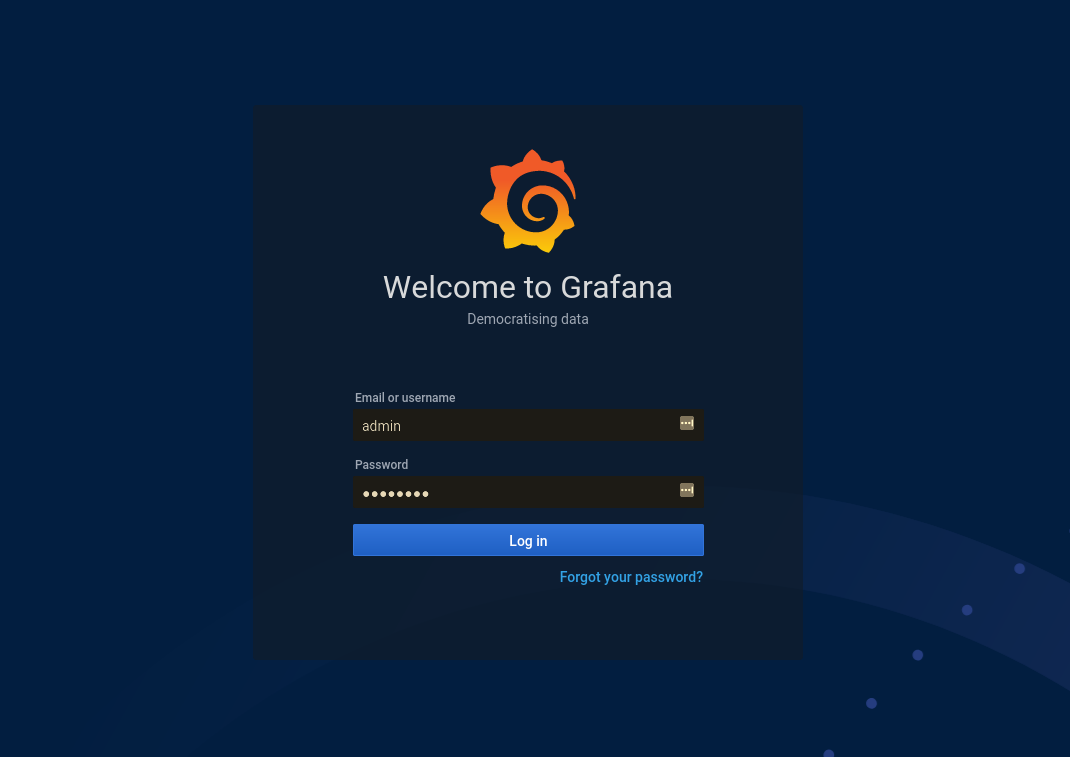 Welcome to Grafana
Democratising data
Email or username
admin
Password
••••••••
Log in
Forgot your password?